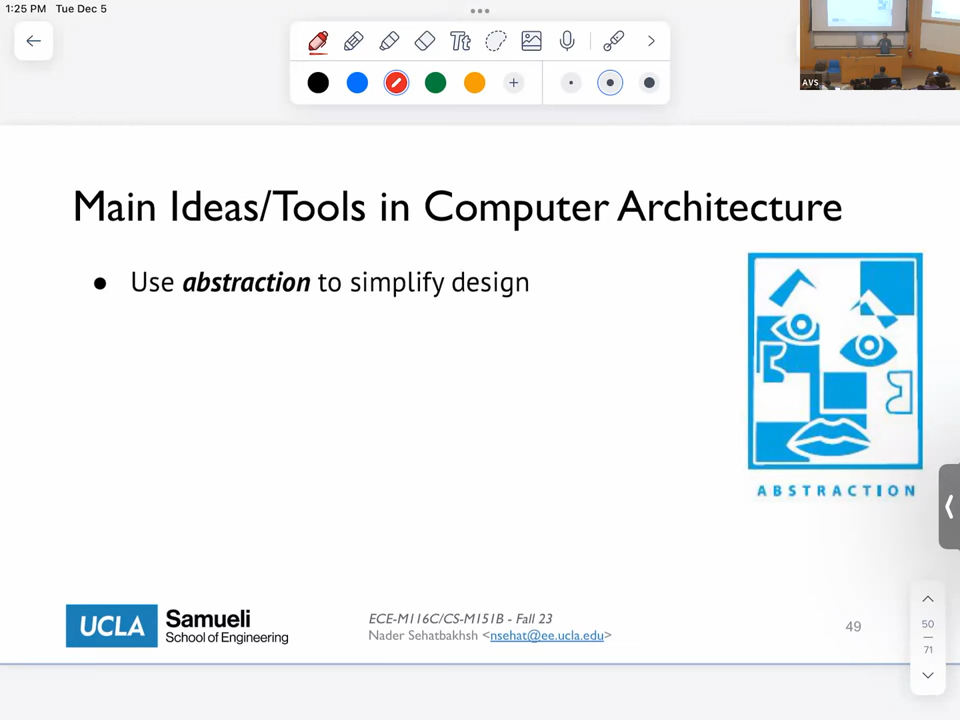 1:25 PM Tue Dec 5
Tt
AVS
Main Ideas/Tools in Computer Architecture
● Use abstraction to simplify design
ABSTRACTION
UCLA Samueli
School of Engineering
ECE-M116C/CS-M151B - Fall 23
Nader Sehatbakhsh <nsehat@ee.ucla.edu>
49
50
71